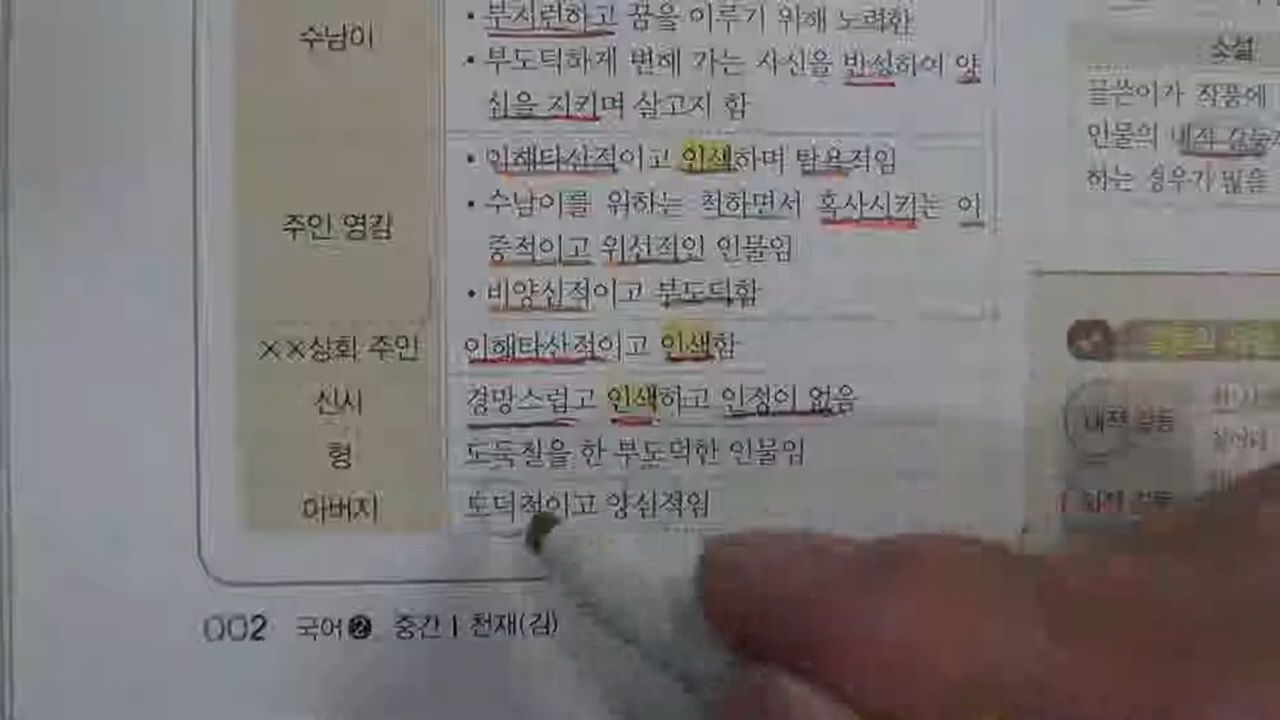 수남이
• 부지런하고 꿈을 이루기 위해 노력함
• 부도덕하게 변해 가는 자신을 반성하여 양
심을 지키며 살고자 함
주인 영감
• 이해타산적이고 인색하며 탐욕적임
• 수남이를 위하는 척하면서 혹사시키는 이
중적이고 위선적인 인물임
• 비양심적이고 부도덕함
××상회 주인
이해타산적이고 인색함
신사
경망스럽고 인색하고 인정이 없음
형
도둑질을 한 부도덕한 인물임
아버지
도덕적이고 양심적임
002 국어❷ 중간 | 천재(김)
소설
글쓴이가 작품에
인물의 내적 갈등
하는 경우가 많음
내적 갈등
외적 갈등